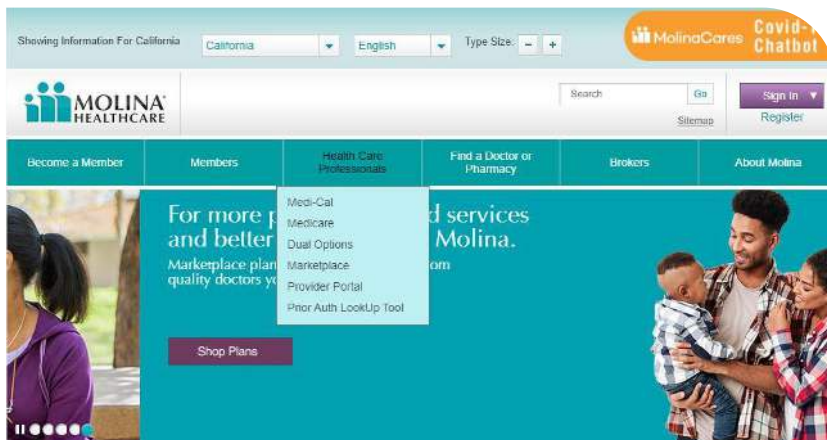 Showing Information For California
California
English
Type Size: - +
MolinaCares
Covid-
Chatbot
MOLINA
HEALTHCARE
Search
Go
Sitemap
Sign In
Register
Become a Member
Members
Health Care
Professionals
Find a Doctor or
Pharmacy
Brokers
About Molina
Medi-Cal
Medicare
Dual Options
Marketplace
Provider Portal
Prior Auth LookUp Tool
For more p d services
and better Molina.
Marketplace plan om
quality doctors yo
Shop Plans